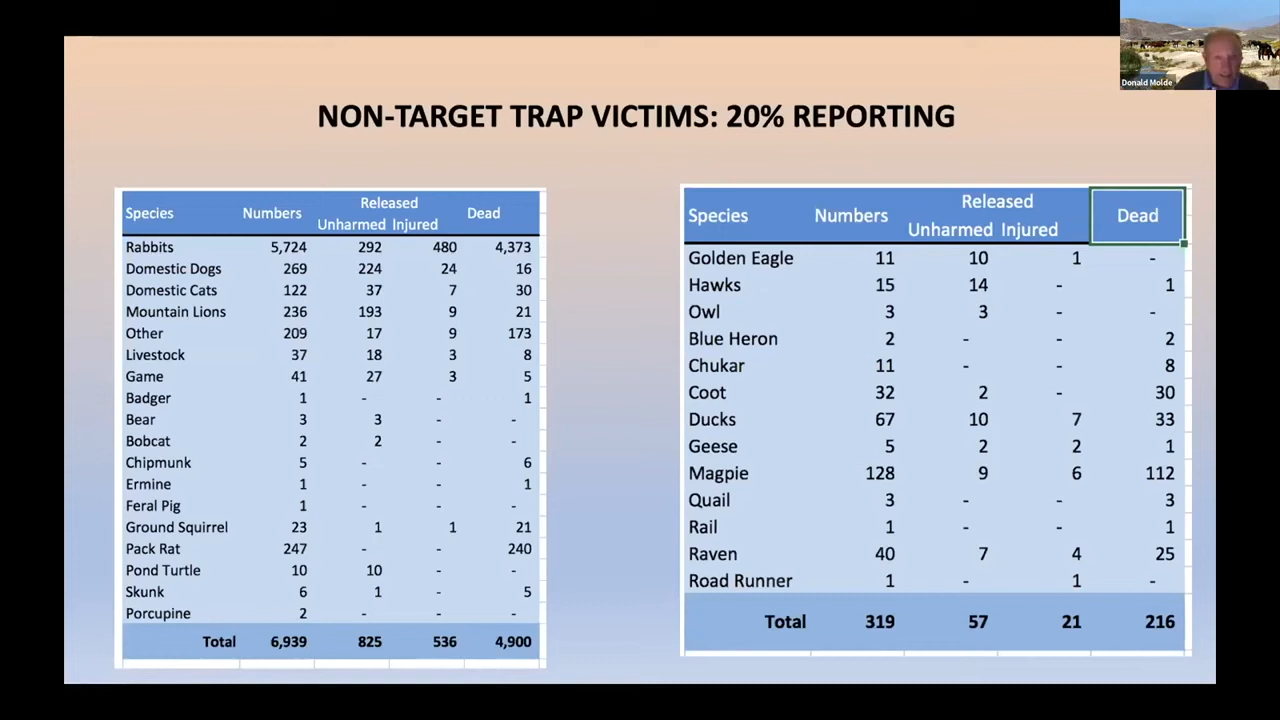 Donald Molde
NON-TARGET TRAP VICTIMS: 20% REPORTING
Released
Species Numbers Unharmed Injured Dead
Rabbits 5,724 292 480 4,373
Domestic Dogs 269 224 24 16
Domestic Cats 122 37 7 30
Mountain Lions 236 193 9 21
Other 209 17 9 173
Livestock 37 18 3 8
Game 41 27 3 5
Badger 1 - - 1
Bear 3 3 - -
Bobcat 2 2 - -
Chipmunk 5 - - 6
Ermine 1 - - 1
Feral Pig 1 - - -
Ground Squirrel 23 1 1 21
Pack Rat 247 - - 240
Pond Turtle 10 10 - -
Skunk 6 1 - 5
Porcupine 2 - - -
Total 6,939 825 536 4,900
Released
Species Numbers Unharmed Injured Dead
Golden Eagle 11 10 1 -
Hawks 15 14 - 1
Owl 3 3 - -
Blue Heron 2 - - 2
Chukar 11 - - 8
Coot 32 2 - 30
Ducks 67 10 7 33
Geese 5 2 2 1
Magpie 128 9 6 112
Quail 3 - - 3
Rail 1 - - 1
Raven 40 7 4 25
Road Runner 1 - 1 -
Total 319 57 21 216